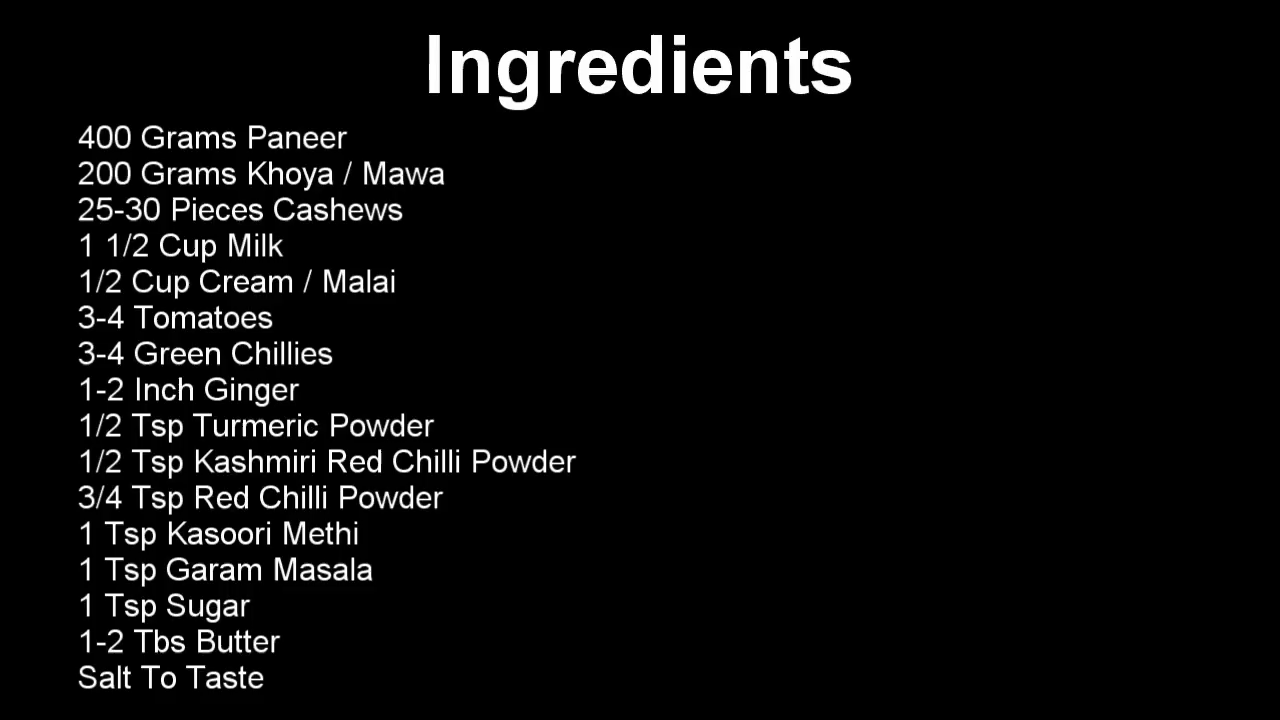 Ingredients
400 Grams Paneer
200 Grams Khoya / Mawa
25-30 Pieces Cashews
1 1/2 Cup Milk
1/2 Cup Cream / Malai
3-4 Tomatoes
3-4 Green Chillies
1-2 Inch Ginger
1/2 Tsp Turmeric Powder
1/2 Tsp Kashmiri Red Chilli Powder
3/4 Tsp Red Chilli Powder
1 Tsp Kasoori Methi
1 Tsp Garam Masala
1 Tsp Sugar
1-2 Tbs Butter
Salt To Taste